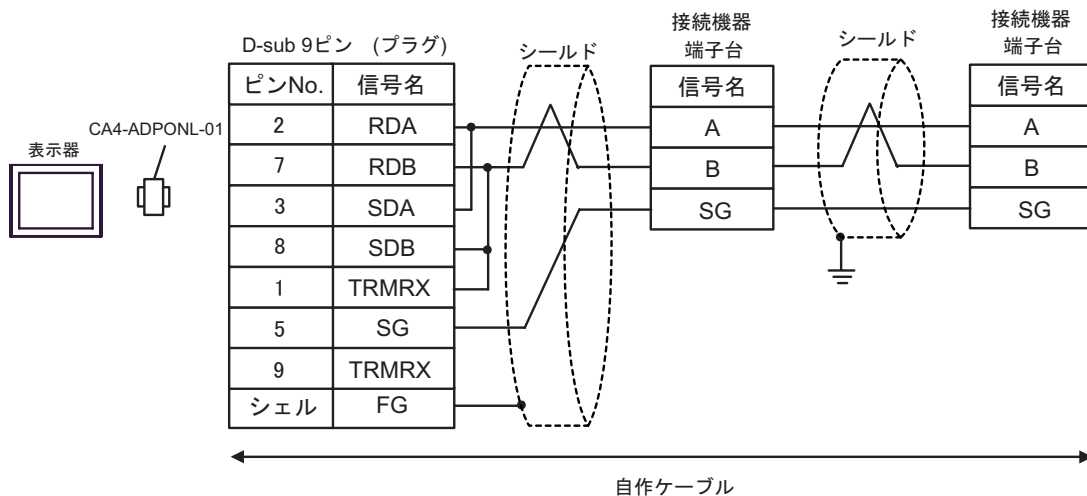 D-sub 9ピン (プラグ)
シールド
接続機器
端子台
シールド
接続機器
端子台
ピンNo. 信号名
2 RDA
7 RDB
3 SDA
8 SDB
1 TRMRX
5 SG
9 TRMRX
シェル FG
CA4-ADPONL-01
表示器
信号名
A
B
SG
信号名
A
B
SG
自作ケーブル